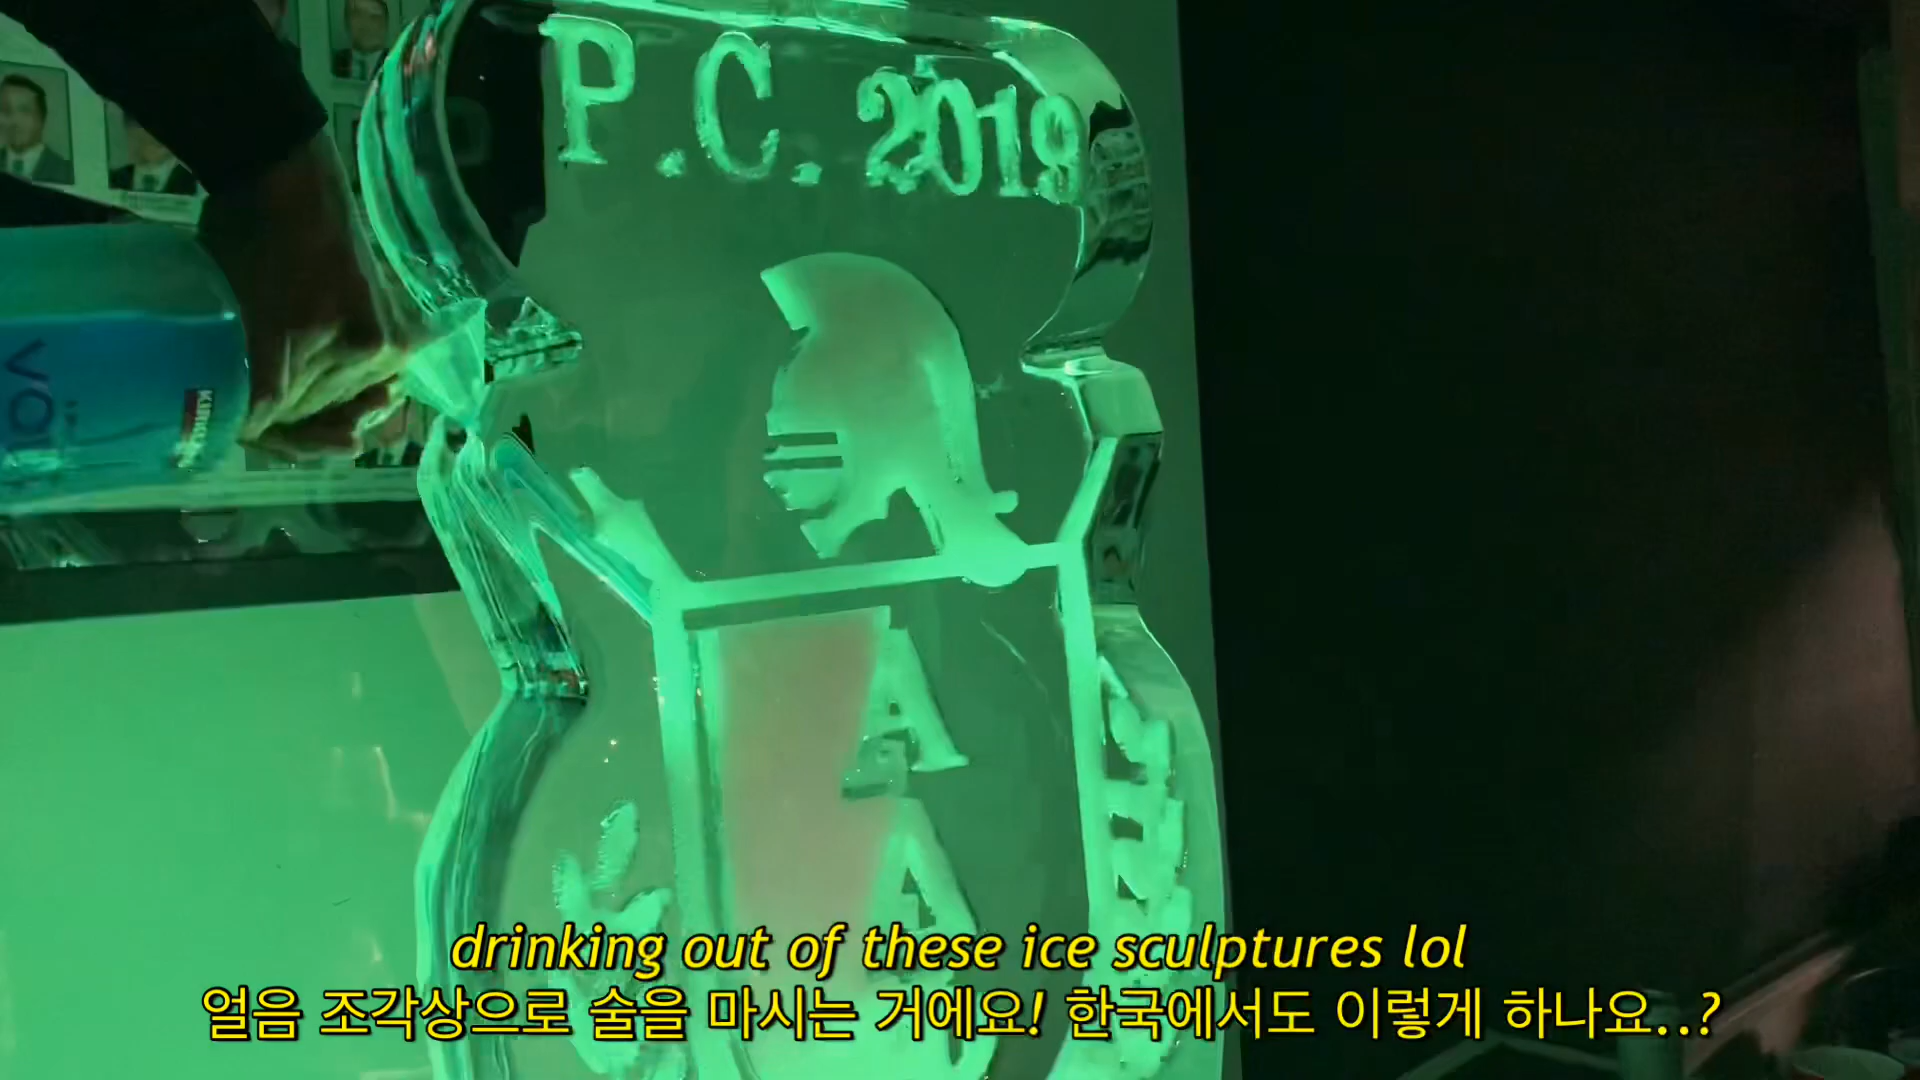 P.C. 2019
A
A
drinking out of these ice sculptures lol
얼음 조각상으로 술을 마시는 거에요! 한국에서도 이렇게 하나요..?